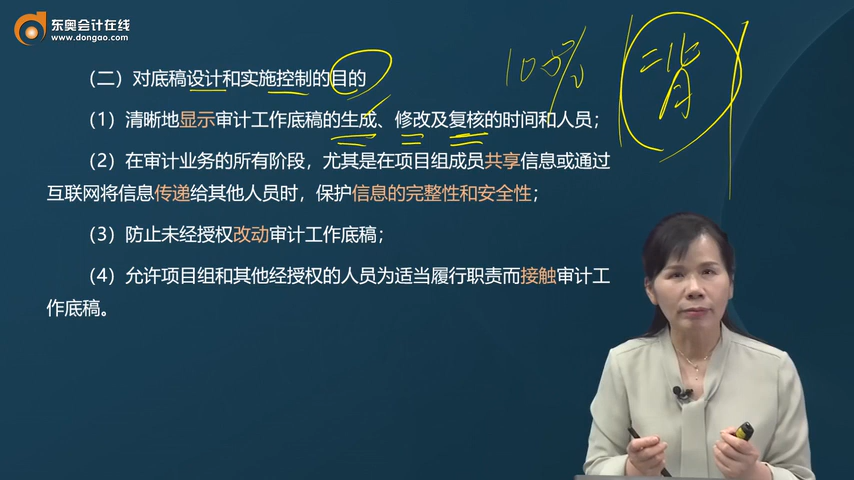 东奥会计在线
www.dongao.com
（二）对底稿设计和实施控制的目的
100%
背
（1）清晰地显示审计工作底稿的生成、修改及复核的时间和人员；
（2）在审计业务的所有阶段，尤其是在项目组成员共享信息或通过
互联网将信息传递给其他人员时，保护信息的完整性和安全性；
（3）防止未经授权改动审计工作底稿；
（4）允许项目组和其他经授权的人员为适当履行职责而接触审计工
作底稿。